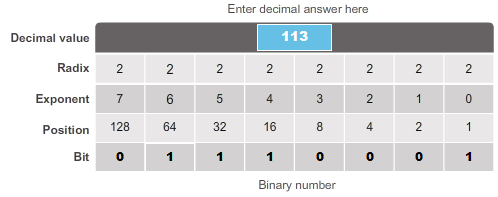 Enter decimal answer here
Decimal value 113
Radix 2 2 2 2 2 2 2 2
Exponent 7 6 5 4 3 2 1 0
Position 128 64 32 16 8 4 2 1
Bit 0 1 1 1 0 0 0 1
Binary number